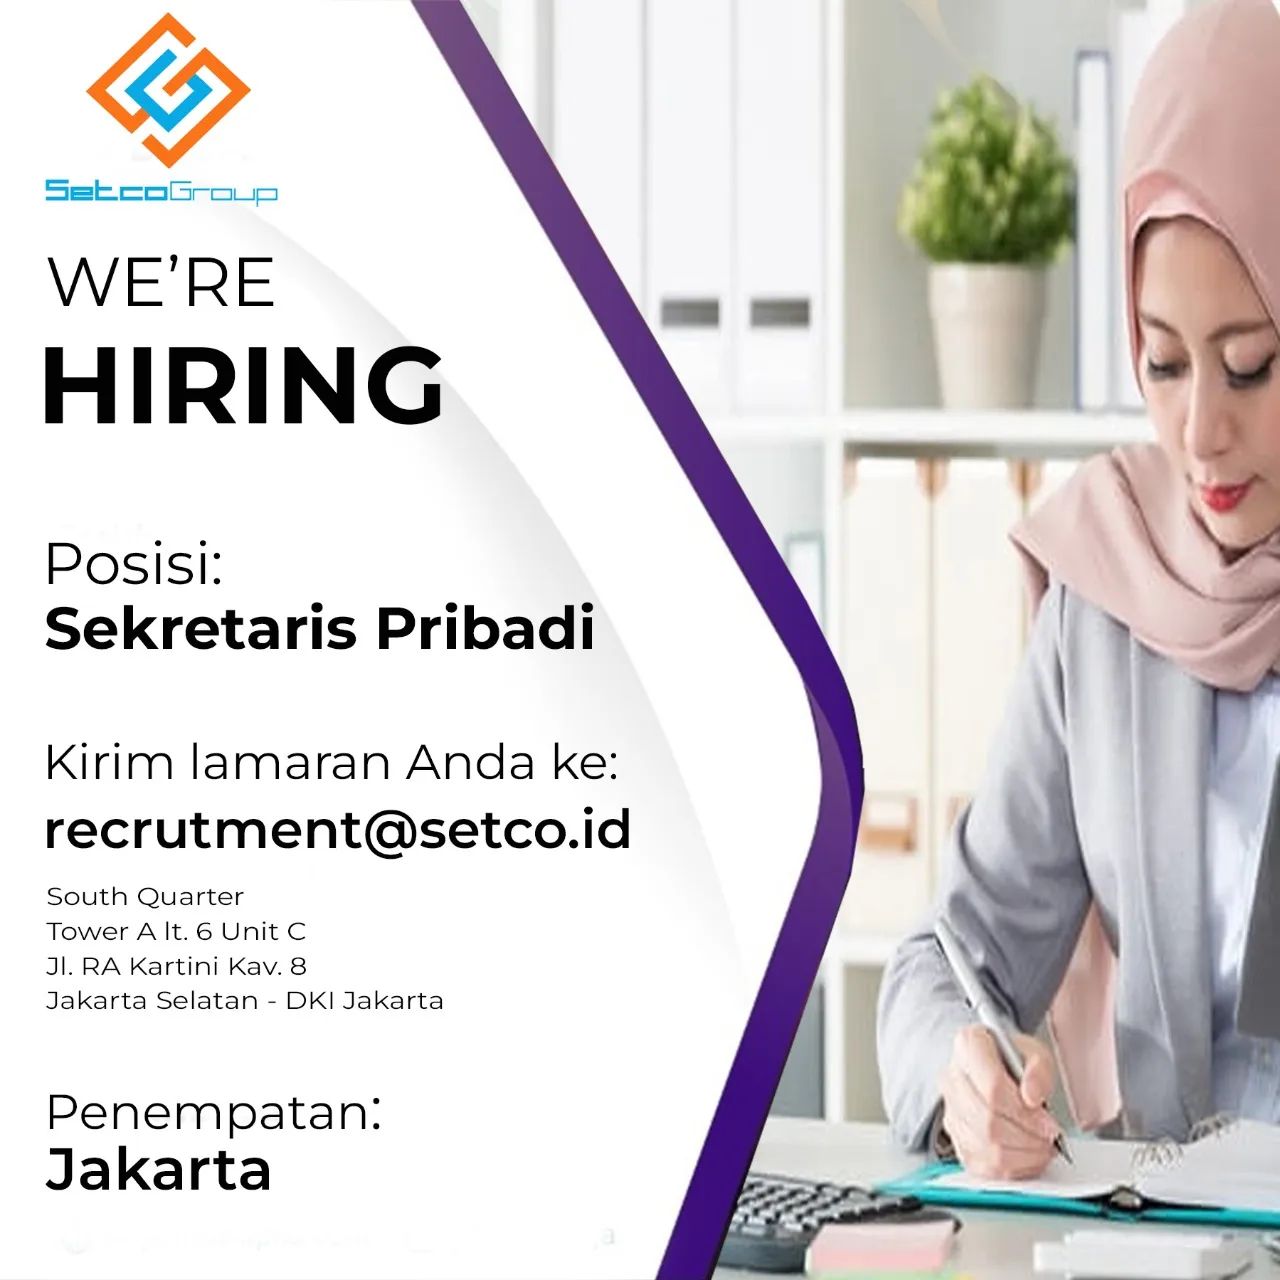 SetcoGroup
WE'RE
HIRING
Posisi:
Sekretaris Pribadi
Kirim lamaran Anda ke:
recrutment@setco.id
South Quarter
Tower A lt. 6 Unit C
Jl. RA Kartini Kav. 8
Jakarta Selatan - DKI Jakarta
Penempatan:
Jakarta